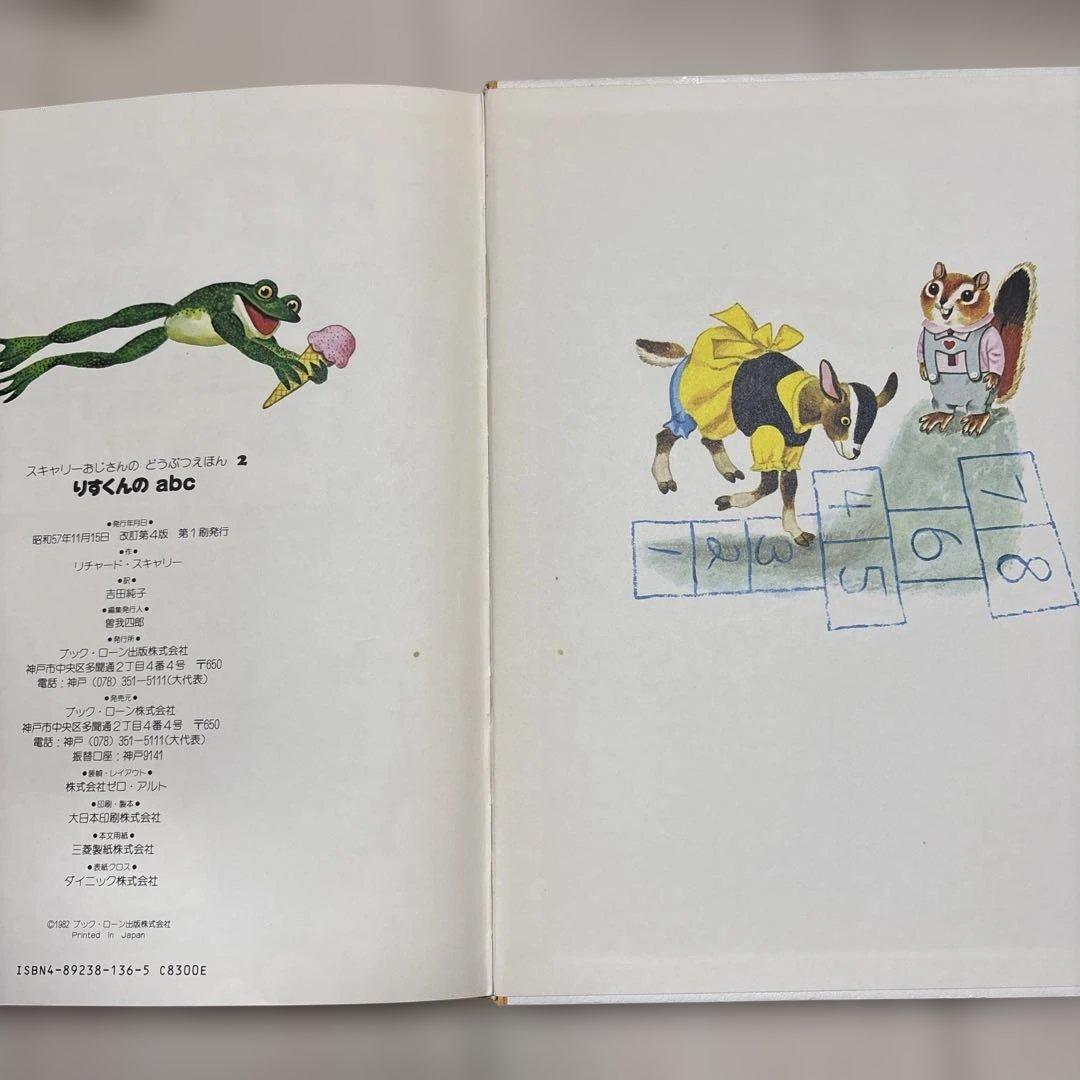 スキャリーおじさんの どうぶつえほん 2
りすくんの abc
●発行年月日●
昭和57年11月15日 改訂第4版 第1刷発行
●作●
リチャード・スキャリー
●訳●
吉田純子
●編集発行人●
曽我四郎
●発行所●
ブック・ローン出版株式会社
神戸市中央区多聞通2丁目4番4号 〒650
電話:神戸(078)351-5111(大代表)
●発売元●
ブック・ローン株式会社
神戸市中央区多聞通2丁目4番4号 〒650
電話:神戸(078)351-5111(大代表)
振替口座:神戸9141
●装幀・レイアウト●
株式会社ゼロ・アルト
●印刷・製本●
大日本印刷株式会社
●本文用紙●
三菱製紙株式会社
●表紙クロス●
ダイニック株式会社
©1982 ブック・ローン出版株式会社
Printed in Japan
ISBN4-89238-136-5 C8300E
1 2 3 4 5 6 7 8